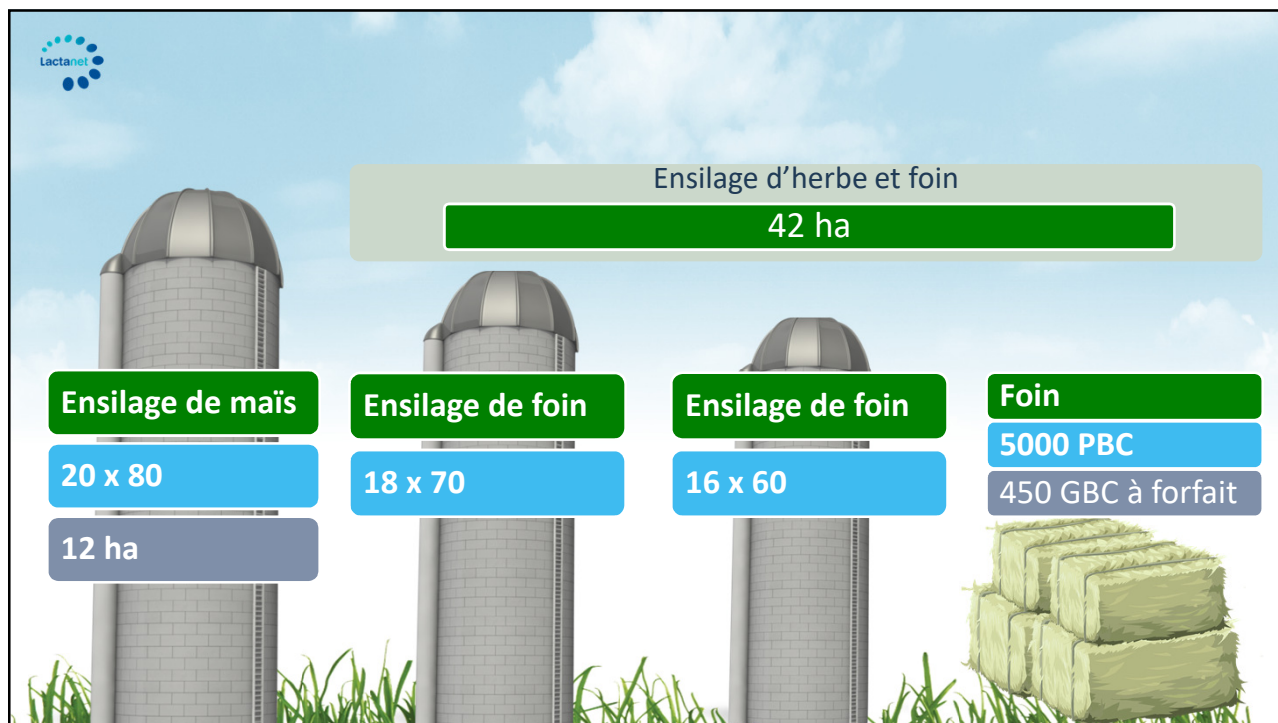 Lactanet
Ensilage d’herbe et foin
42 ha
Ensilage de maïs
20 x 80
12 ha
Ensilage de foin
18 x 70
Ensilage de foin
16 x 60
Foin
5000 PBC
450 GBC à forfait